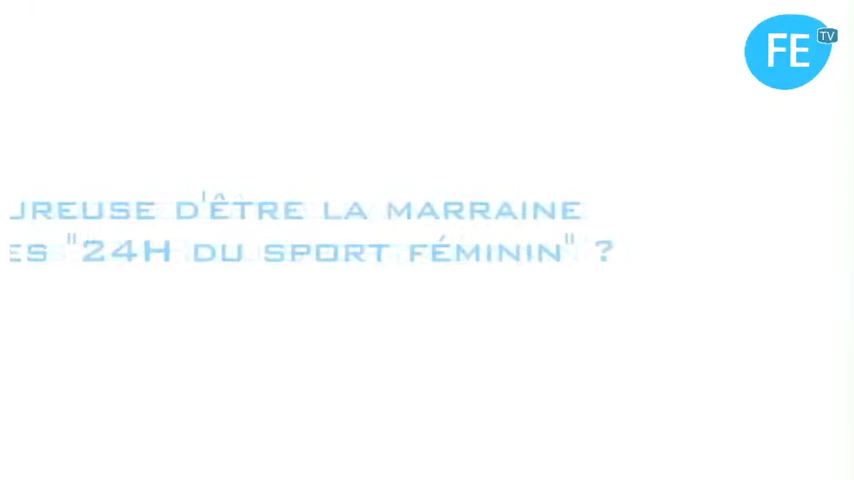 FE TV
UREUSE D'ÊTRE LA MARRAINE
ES "24H DU SPORT FÉMININ" ?